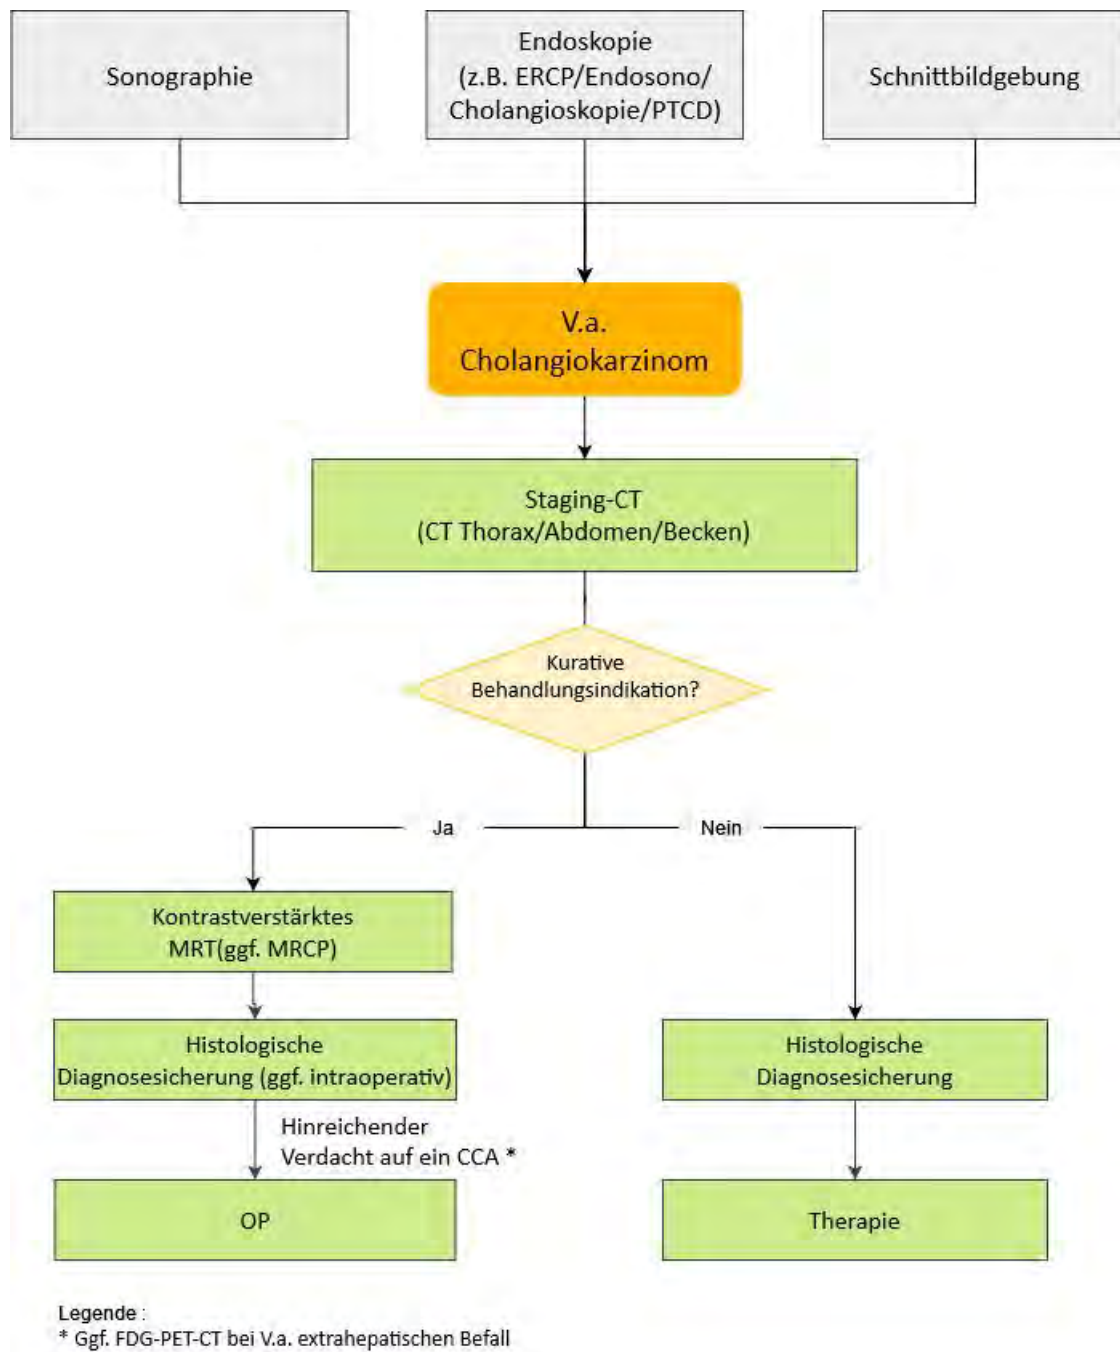 Sonographie
Endoskopie
(z.B. ERCP/Endosono/
Cholangioskopie/PTCD)
Schnittbildgebung
V.a.
Cholangiokarzinom
Staging-CT
(CT Thorax/Abdomen/Becken)
Kurative
Behandlungsindikation?
Ja
Nein
Kontrastverstärktes
MRT(ggf. MRCP)
Histologische
Diagnosesicherung (ggf. intraoperativ)
Histologische
Diagnosesicherung
Hinreichender
Verdacht auf ein CCA *
OP
Therapie
Legende :
* Ggf. FDG-PET-CT bei V.a. extrahepatischen Befall